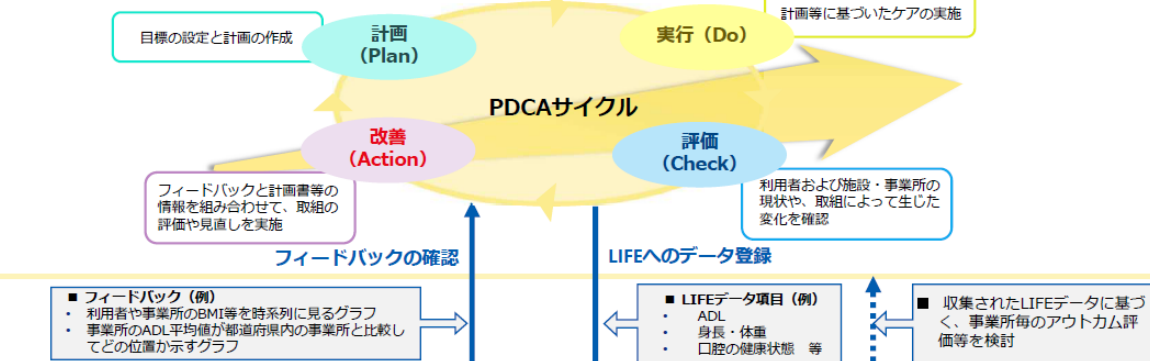 目標の設定と計画の作成
計画
（Plan）
実行（Do）
計画等に基づいたケアの実施
PDCAサイクル
改善
（Action）
評価
（Check）
フィードバックと計画書等の
情報を組み合わせて、取組の
評価や見直しを実施
利用者および施設・事業所の
現状や、取組によって生じた
変化を確認
フィードバックの確認
LIFEへのデータ登録
■ フィードバック（例）
・ 利用者や事業所のBMI等を時系列に見るグラフ
・ 事業所のADL平均値が都道府県内の事業所と比較し
てどの位置か示すグラフ
■ LIFEデータ項目（例）
・ ADL
・ 身長・体重
・ 口腔の健康状態 等
■ 収集されたLIFEデータに基づ
く、事業所毎のアウトカム評
価等を検討